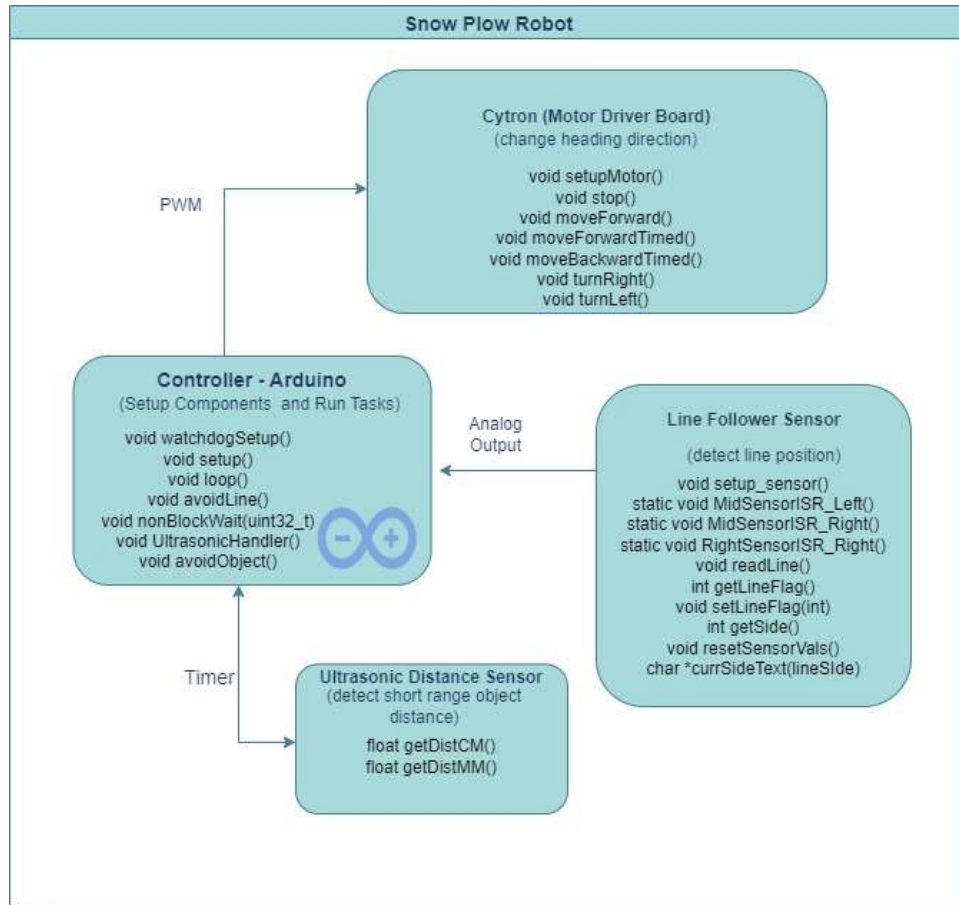 Snow Plow Robot
Cytron (Motor Driver Board)
(change heading direction)
void setupMotor()
void stop()
void moveForward()
void moveForwardTimed()
void moveBackwardTimed()
void turnRight()
void turnLeft()
PWM
Controller - Arduino
(Setup Components and Run Tasks)
void watchdogSetup()
void setup()
void loop()
void avoidLine()
void nonBlockWait(uint32_t)
void UltrasonicHandler()
void avoidObject()
Analog
Output
Line Follower Sensor
(detect line position)
void setup_sensor()
static void MidSensorISR_Left()
static void MidSensorISR_Right()
static void RightSensorISR_Right()
void readLine()
int getLineFlag()
void setLineFlag(int)
int getSide()
void resetSensorVals()
char *currSideText(lineSIde)
Timer
Ultrasonic Distance Sensor
(detect short range object
distance)
float getDistCM()
float getDistMM()